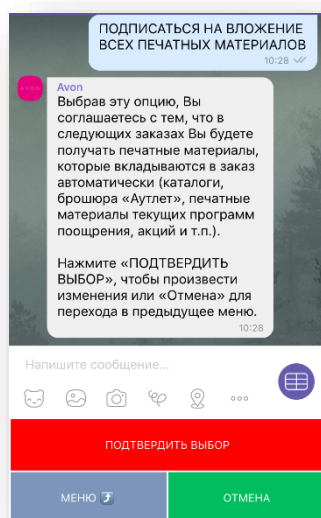 ПОДПИСАТЬСЯ НА ВЛОЖЕНИЕ
ВСЕХ ПЕЧАТНЫХ МАТЕРИАЛОВ
10:28
AVON
Avon
Выбрав эту опцию, Вы
соглашаетесь с тем, что в
следующих заказах Вы будете
получать печатные материалы,
которые вкладываются в заказ
автоматически (каталоги,
брошюра «Аутлет», печатные
материалы текущих программ
поощрения, акций и т.п.).
Нажмите «ПОДТВЕРДИТЬ
ВЫБОР», чтобы произвести
изменения или «Отмена» для
перехода в предыдущее меню.
10:28
Напишите сообщение...
ПОДТВЕРДИТЬ ВЫБОР
МЕНЮ
ОТМЕНА